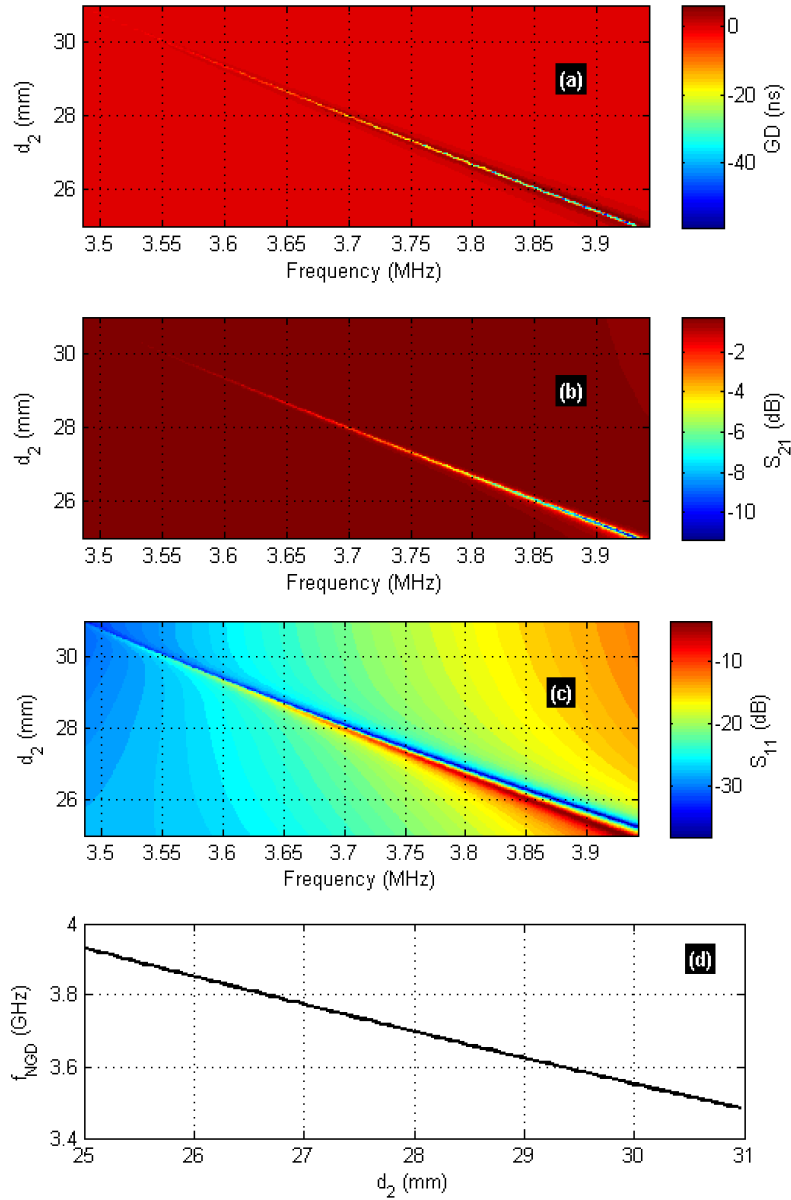 30
28
26
d2 (mm)
3.5 3.55 3.6 3.65 3.7 3.75 3.8 3.85 3.9
Frequency (MHz)
(a)
0
-20
-40
GD (ns)
30
28
26
d2 (mm)
3.5 3.55 3.6 3.65 3.7 3.75 3.8 3.85 3.9
Frequency (MHz)
(b)
-2
-4
-6
-8
-10
S21 (dB)
30
28
26
d2 (mm)
3.5 3.55 3.6 3.65 3.7 3.75 3.8 3.85 3.9
Frequency (MHz)
(c)
-10
-20
-30
S11 (dB)
4
3.8
3.6
3.4
fNGD (GHz)
25 26 27 28 29 30 31
d2 (mm)
(d)